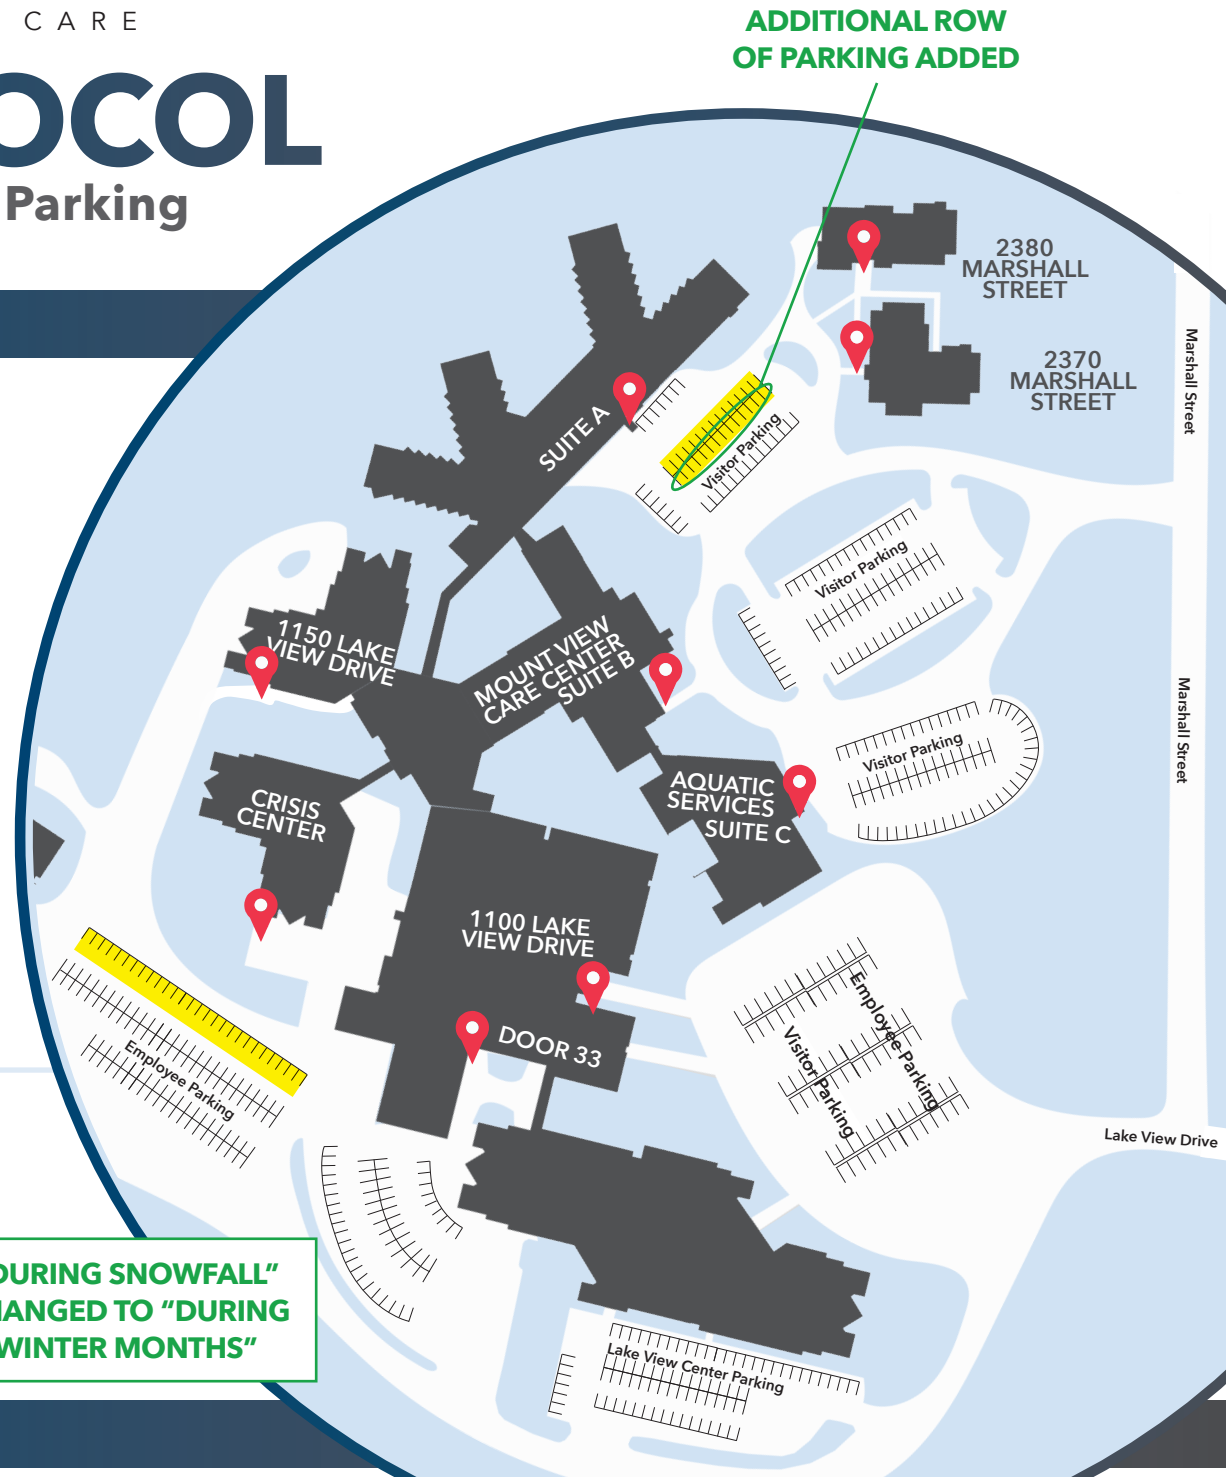 CARE
OCOL
Parking
ADDITIONAL ROW
OF PARKING ADDED
2380
MARSHALL
STREET
2370
MARSHALL
STREET
Marshall Street
SUITE A
Visitor Parking
Visitor Parking
1150 LAKE
VIEW DRIVE
MOUNT VIEW
CARE CENTER
SUITE B
Marshall Street
Visitor Parking
AQUATIC
SERVICES
SUITE C
CRISIS
CENTER
1100 LAKE
VIEW DRIVE
DOOR 33
Employee Parking
Visitor Parking
Employee Parking
Lake View Drive
DURING SNOWFALL”
HANGED TO “DURING
WINTER MONTHS”
Lake View Center Parking